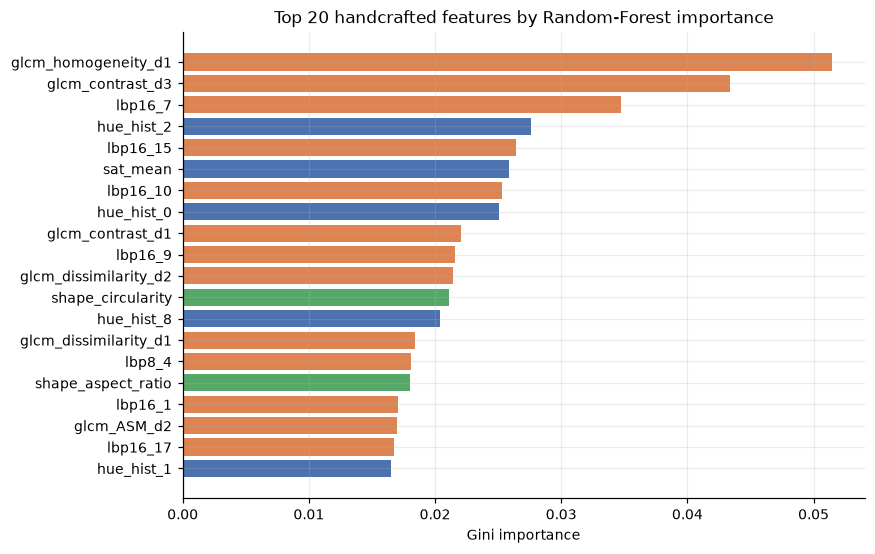 Top 20 handcrafted features by Random-Forest importance
glcm_homogeneity_d1
glcm_contrast_d3
lbp16_7
hue_hist_2
lbp16_15
sat_mean
lbp16_10
hue_hist_0
glcm_contrast_d1
lbp16_9
glcm_dissimilarity_d2
shape_circularity
hue_hist_8
glcm_dissimilarity_d1
lbp8_4
shape_aspect_ratio
lbp16_1
glcm_ASM_d2
lbp16_17
hue_hist_1
0.00 0.01 0.02 0.03 0.04 0.05
Gini importance